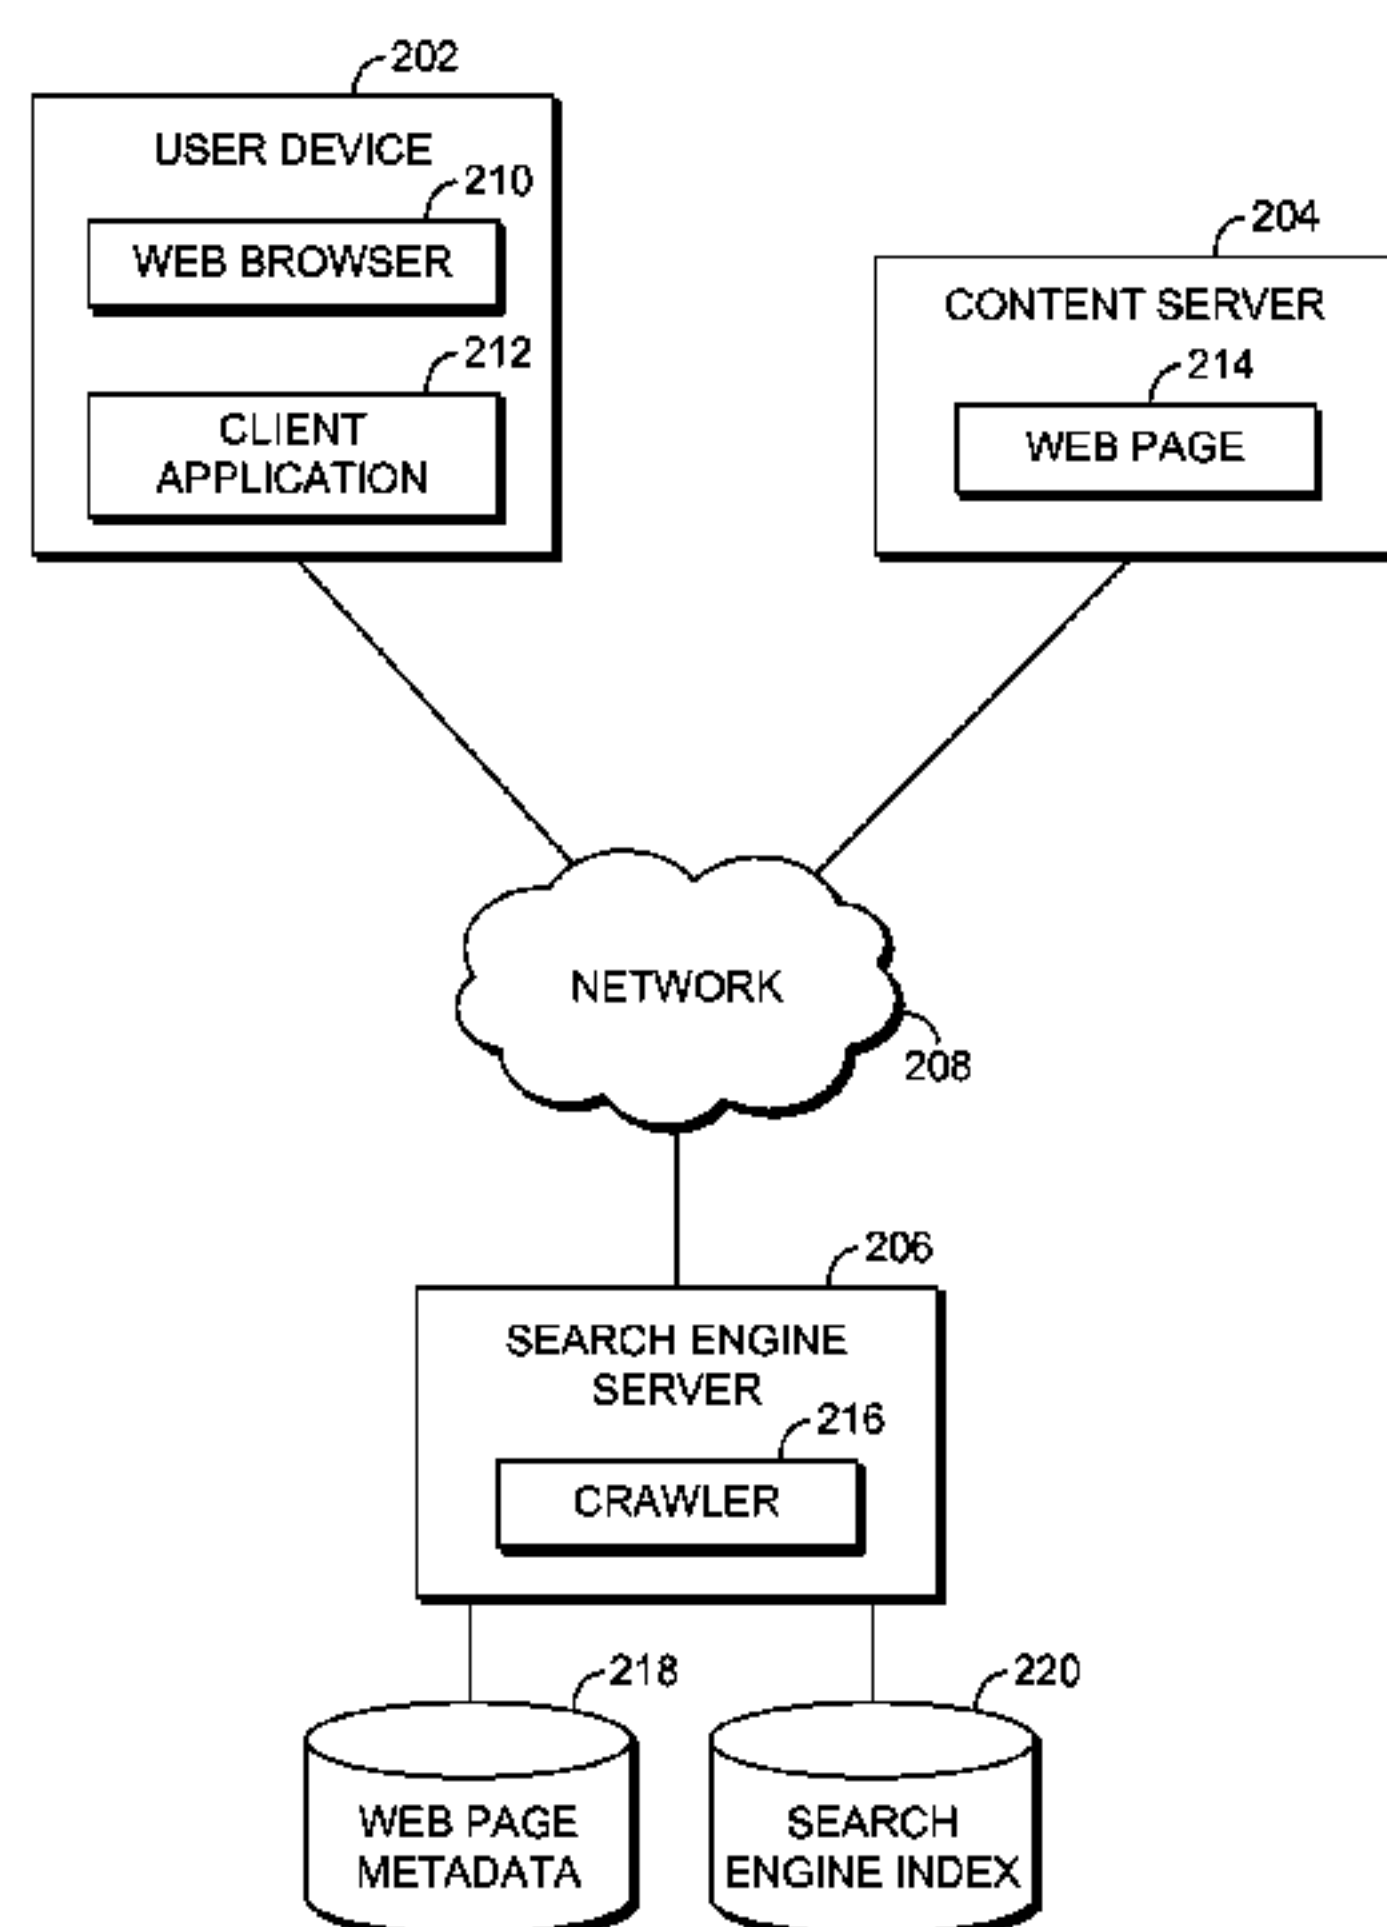 202
USER DEVICE
210
WEB BROWSER
212
CLIENT
APPLICATION
204
CONTENT SERVER
214
WEB PAGE
NETWORK
208
206
SEARCH ENGINE
SERVER
216
CRAWLER
218
WEB PAGE
METADATA
220
SEARCH
ENGINE INDEX